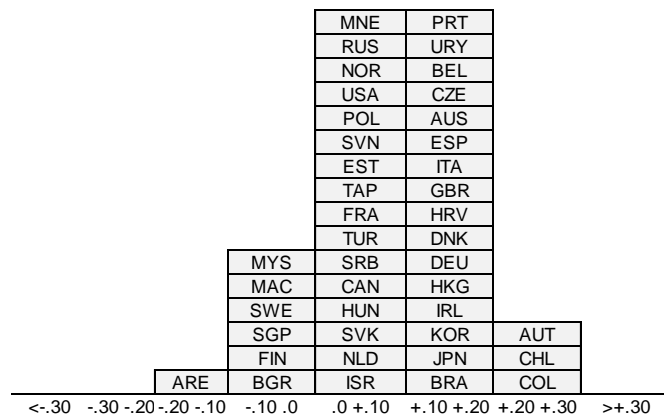 MNE PRT
RUS URY
NOR BEL
USA CZE
POL AUS
SVN ESP
EST ITA
TAP GBR
FRA HRV
TUR DNK
MYS SRB DEU
MAC CAN HKG
SWE HUN IRL
SGP SVK KOR AUT
FIN NLD JPN CHL
ARE BGR ISR BRA COL
<-.30 -.30 -.20 -.20 -.10 -.10 .0 .0 +.10 +.10 +.20 +.20 +.30 >+.30